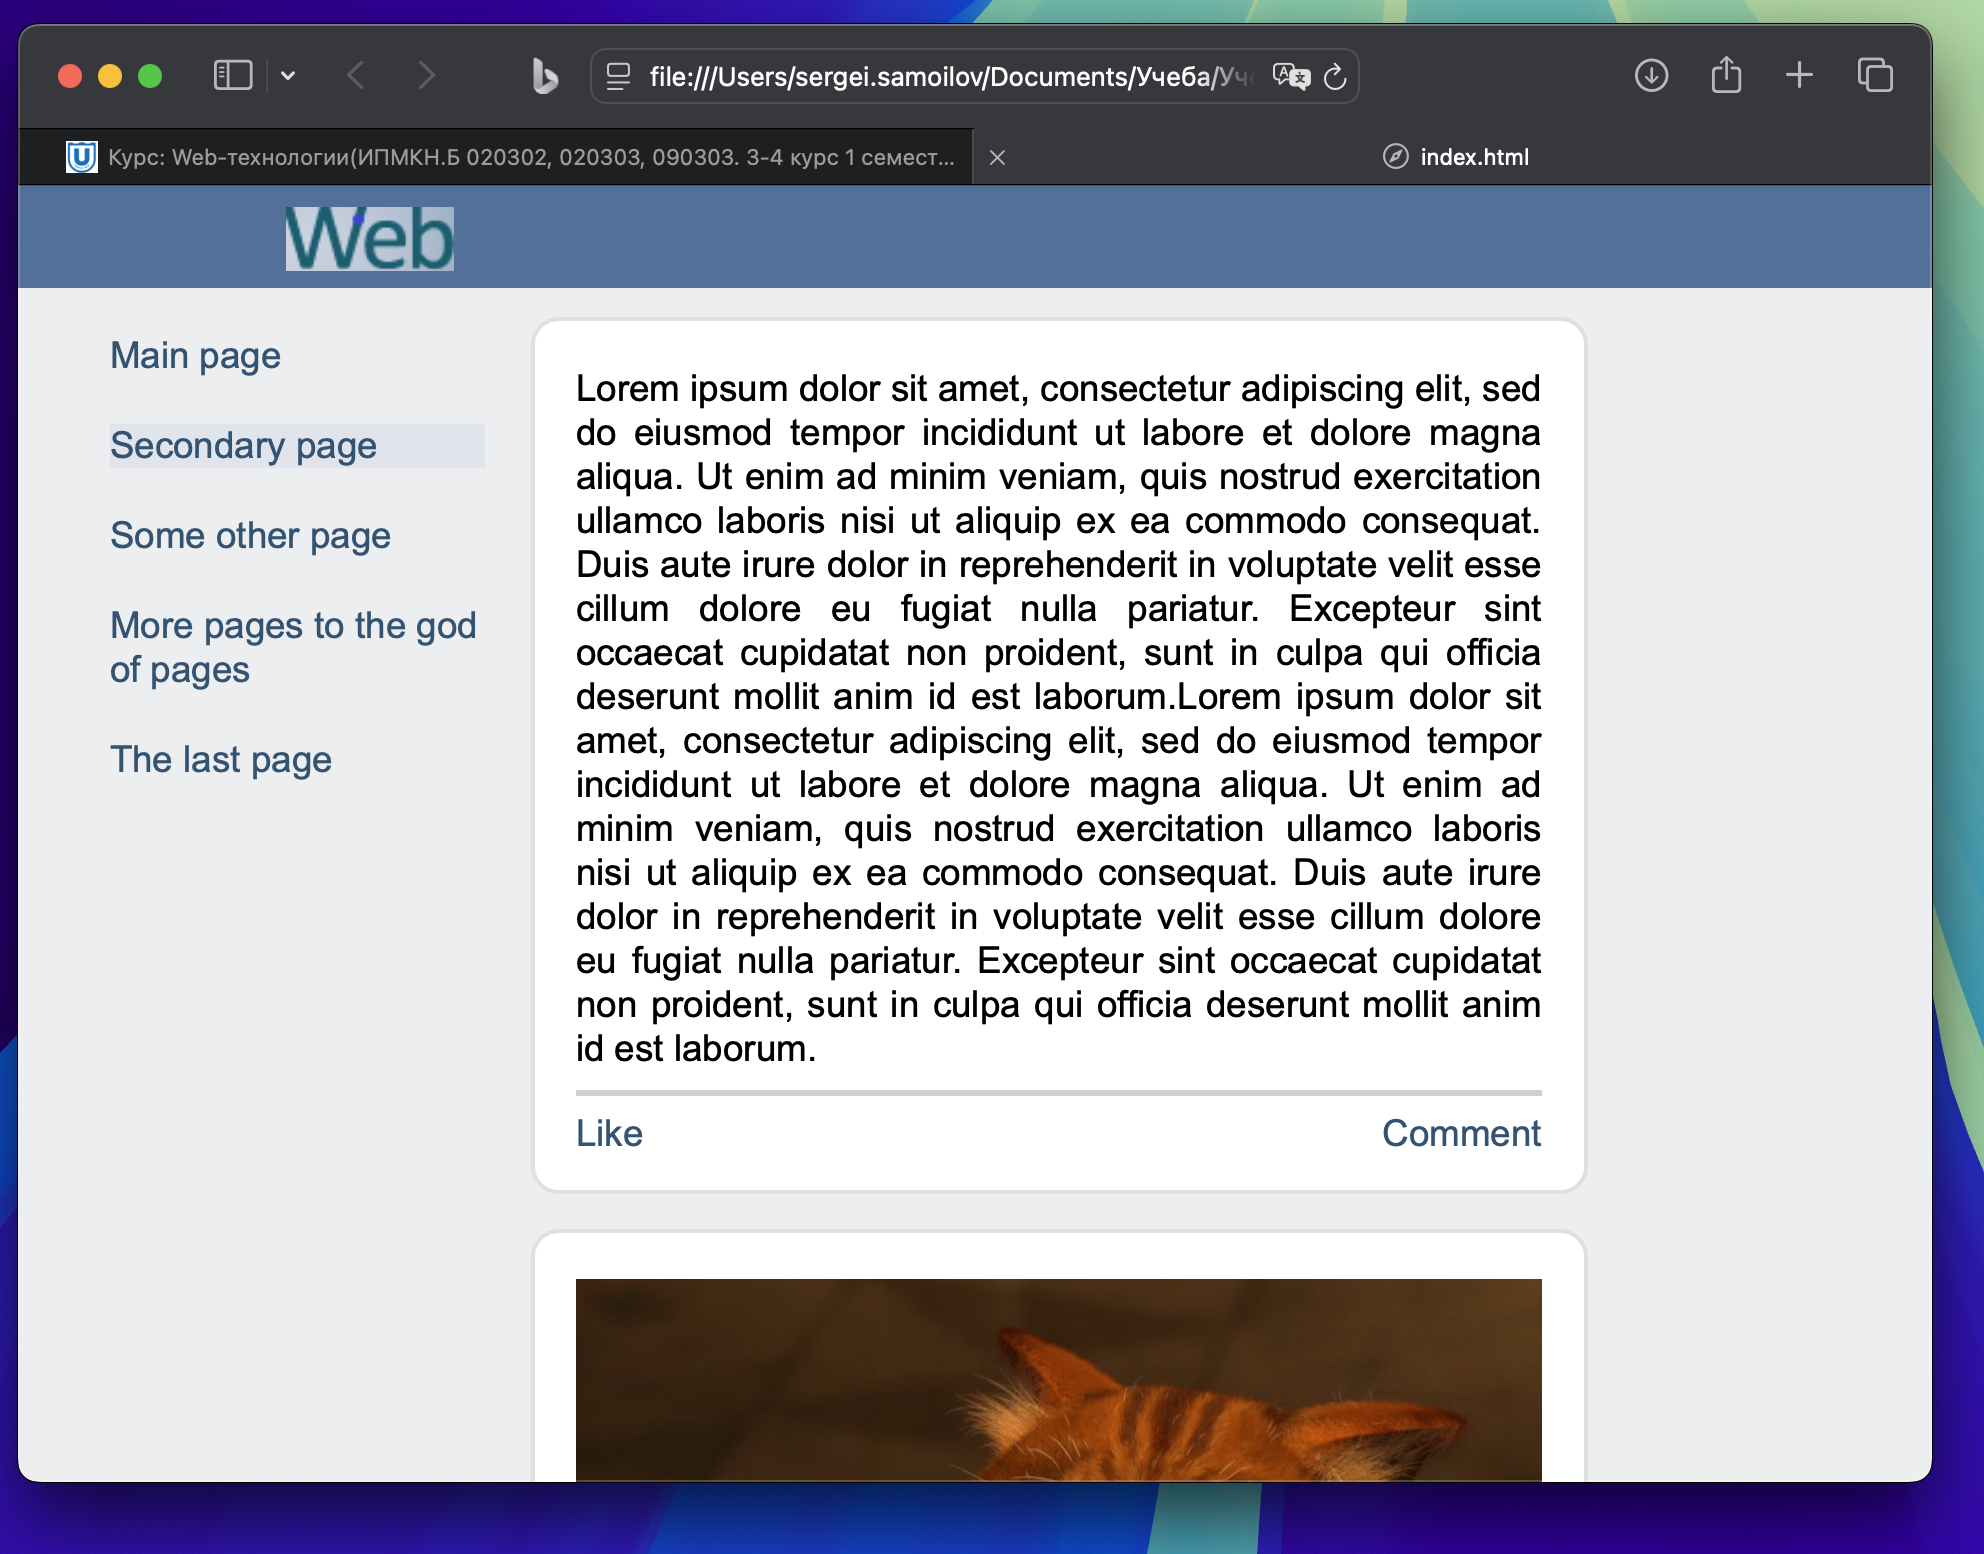 file:///Users/sergei.samoilov/Documents/Учеба/Уч
Курс: Web-технологии(ИПМКН.Б 020302, 020303, 090303. 3-4 курс 1 семест...
index.html
Web
Main page
Secondary page
Some other page
More pages to the god
of pages
The last page
Lorem ipsum dolor sit amet, consectetur adipiscing elit, sed
do eiusmod tempor incididunt ut labore et dolore magna
aliqua. Ut enim ad minim veniam, quis nostrud exercitation
ullamco laboris nisi ut aliquip ex ea commodo consequat.
Duis aute irure dolor in reprehenderit in voluptate velit esse
cillum dolore eu fugiat nulla pariatur. Excepteur sint
occaecat cupidatat non proident, sunt in culpa qui officia
deserunt mollit anim id est laborum.Lorem ipsum dolor sit
amet, consectetur adipiscing elit, sed do eiusmod tempor
incididunt ut labore et dolore magna aliqua. Ut enim ad
minim veniam, quis nostrud exercitation ullamco laboris
nisi ut aliquip ex ea commodo consequat. Duis aute irure
dolor in reprehenderit in voluptate velit esse cillum dolore
eu fugiat nulla pariatur. Excepteur sint occaecat cupidatat
non proident, sunt in culpa qui officia deserunt mollit anim
id est laborum.
Like
Comment